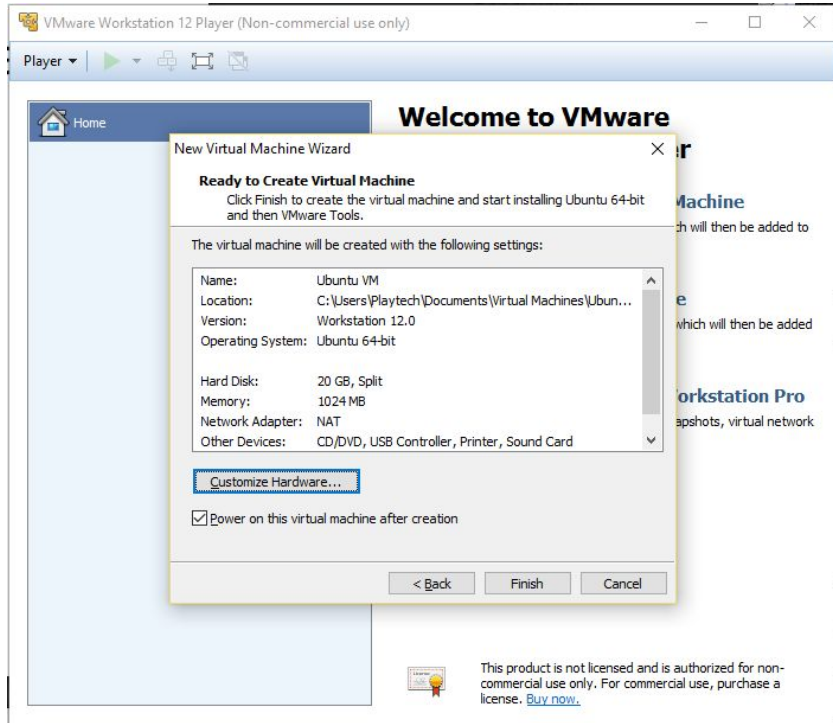 VMware Workstation 12 Player (Non-commercial use only)
Player
Home
Welcome to VMware
New Virtual Machine Wizard
Ready to Create Virtual Machine
Click Finish to create the virtual machine and start installing Ubuntu 64-bit
and then VMware Tools.
The virtual machine will be created with the following settings:
Name: Ubuntu VM
Location: C:\Users\Playtech\Documents\Virtual Machines\Ubun...
Version: Workstation 12.0
Operating System: Ubuntu 64-bit
Hard Disk: 20 GB, Split
Memory: 1024 MB
Network Adapter: NAT
Other Devices: CD/DVD, USB Controller, Printer, Sound Card
Customize Hardware...
Power on this virtual machine after creation
< Back
Finish
Cancel
r
Machine
ch will then be added to
e
which will then be added
orkstation Pro
apshots, virtual network
This product is not licensed and is authorized for non-
commercial use only. For commercial use, purchase a
license. Buy now.